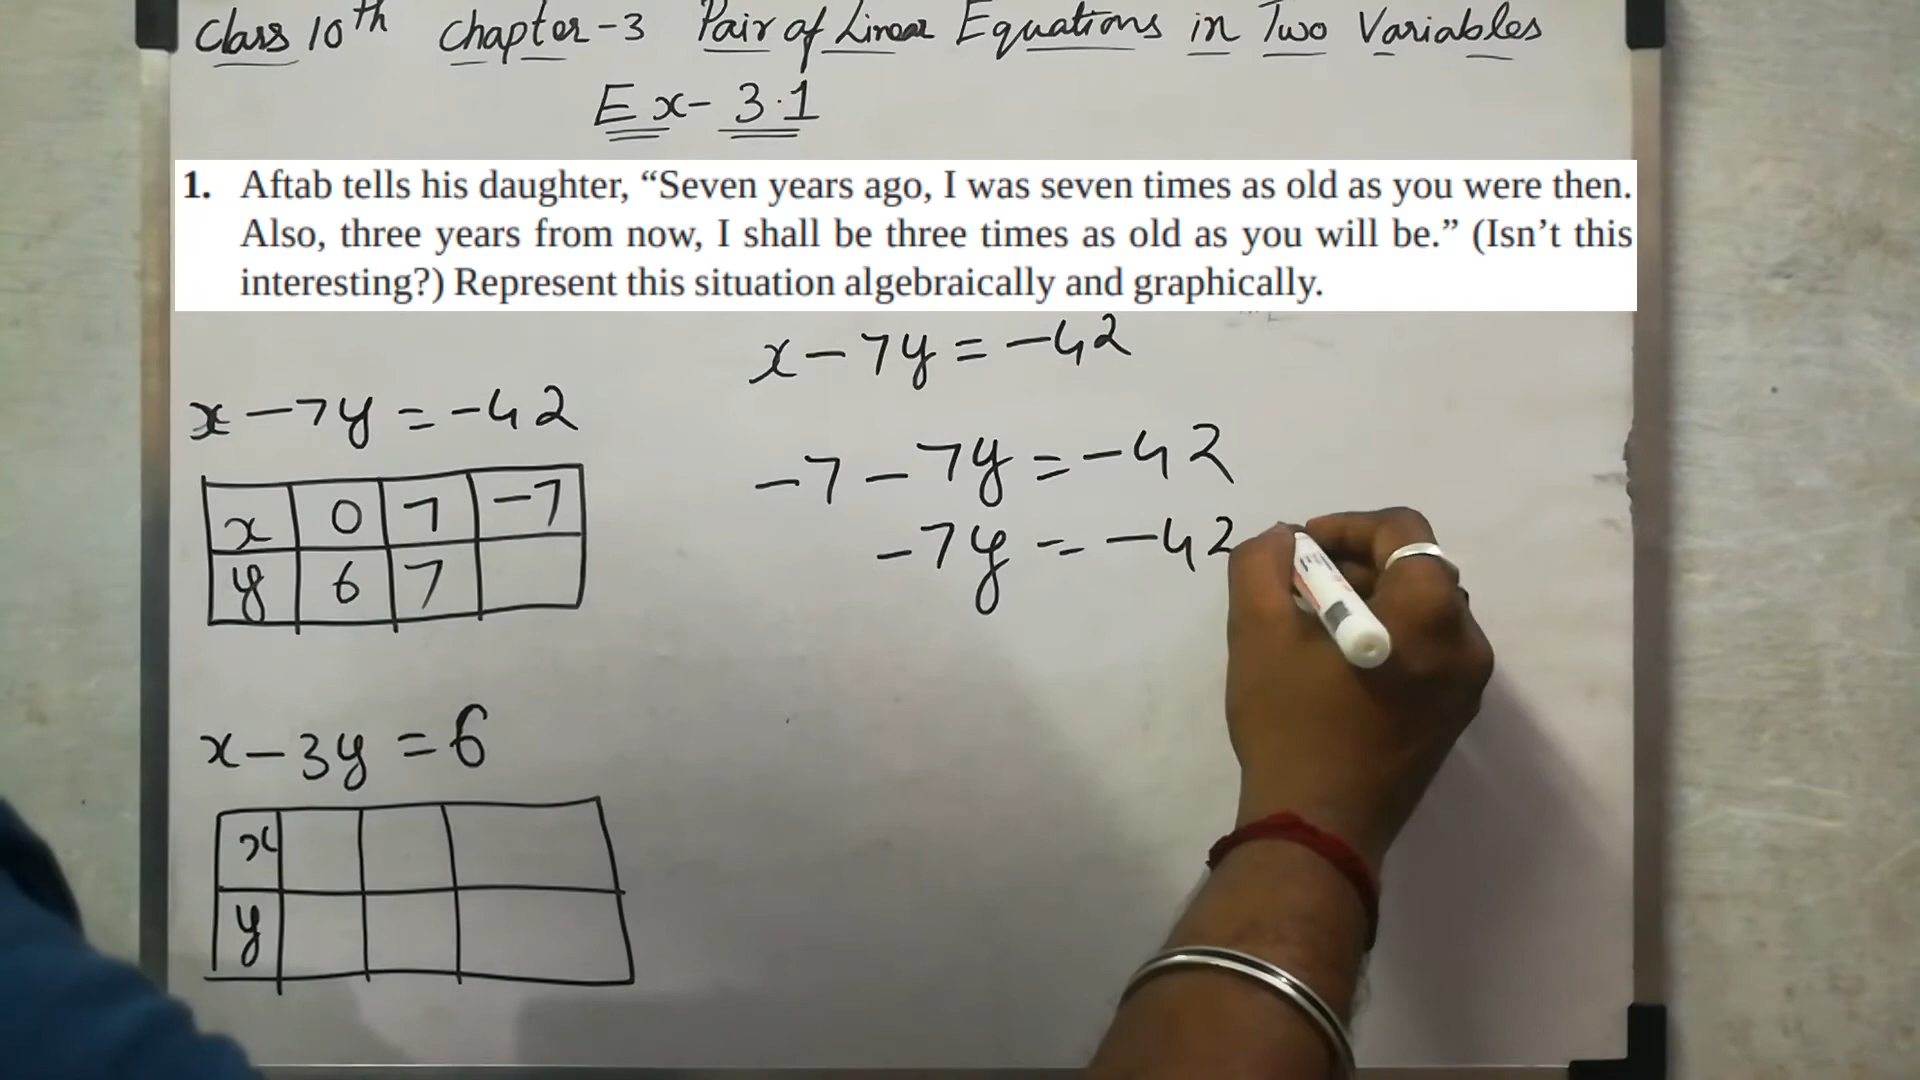 Class 10th Chapter-3 Pair of Linear Equations in Two Variables
Ex- 3.1
1. Aftab tells his daughter, “Seven years ago, I was seven times as old as you were then.
Also, three years from now, I shall be three times as old as you will be.” (Isn’t this
interesting?) Represent this situation algebraically and graphically.
x - 7y = -42
x 0 7 -7
y 6 7
x - 3y = 6
x
y
x - 7y = -42
-7 - 7y = -42
-7y = -42